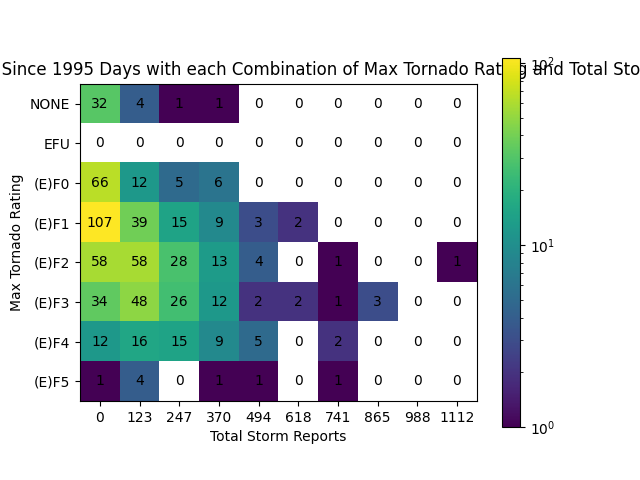 Since 1995 Days with each Combination of Max Tornado Rating and Total Sto
NONE 32 4 1 1 0 0 0 0 0 0
EFU 0 0 0 0 0 0 0 0 0 0
(E)F0 66 12 5 6 0 0 0 0 0 0
(E)F1 107 39 15 9 3 2 0 0 0 0
(E)F2 58 58 28 13 4 0 1 0 0 1
(E)F3 34 48 26 12 2 2 1 3 0 0
(E)F4 12 16 15 9 5 0 2 0 0 0
(E)F5 1 4 0 1 1 0 1 0 0 0
0 123 247 370 494 618 741 865 988 1112
Total Storm Reports
Max Tornado Rating
10²
10¹
10⁰